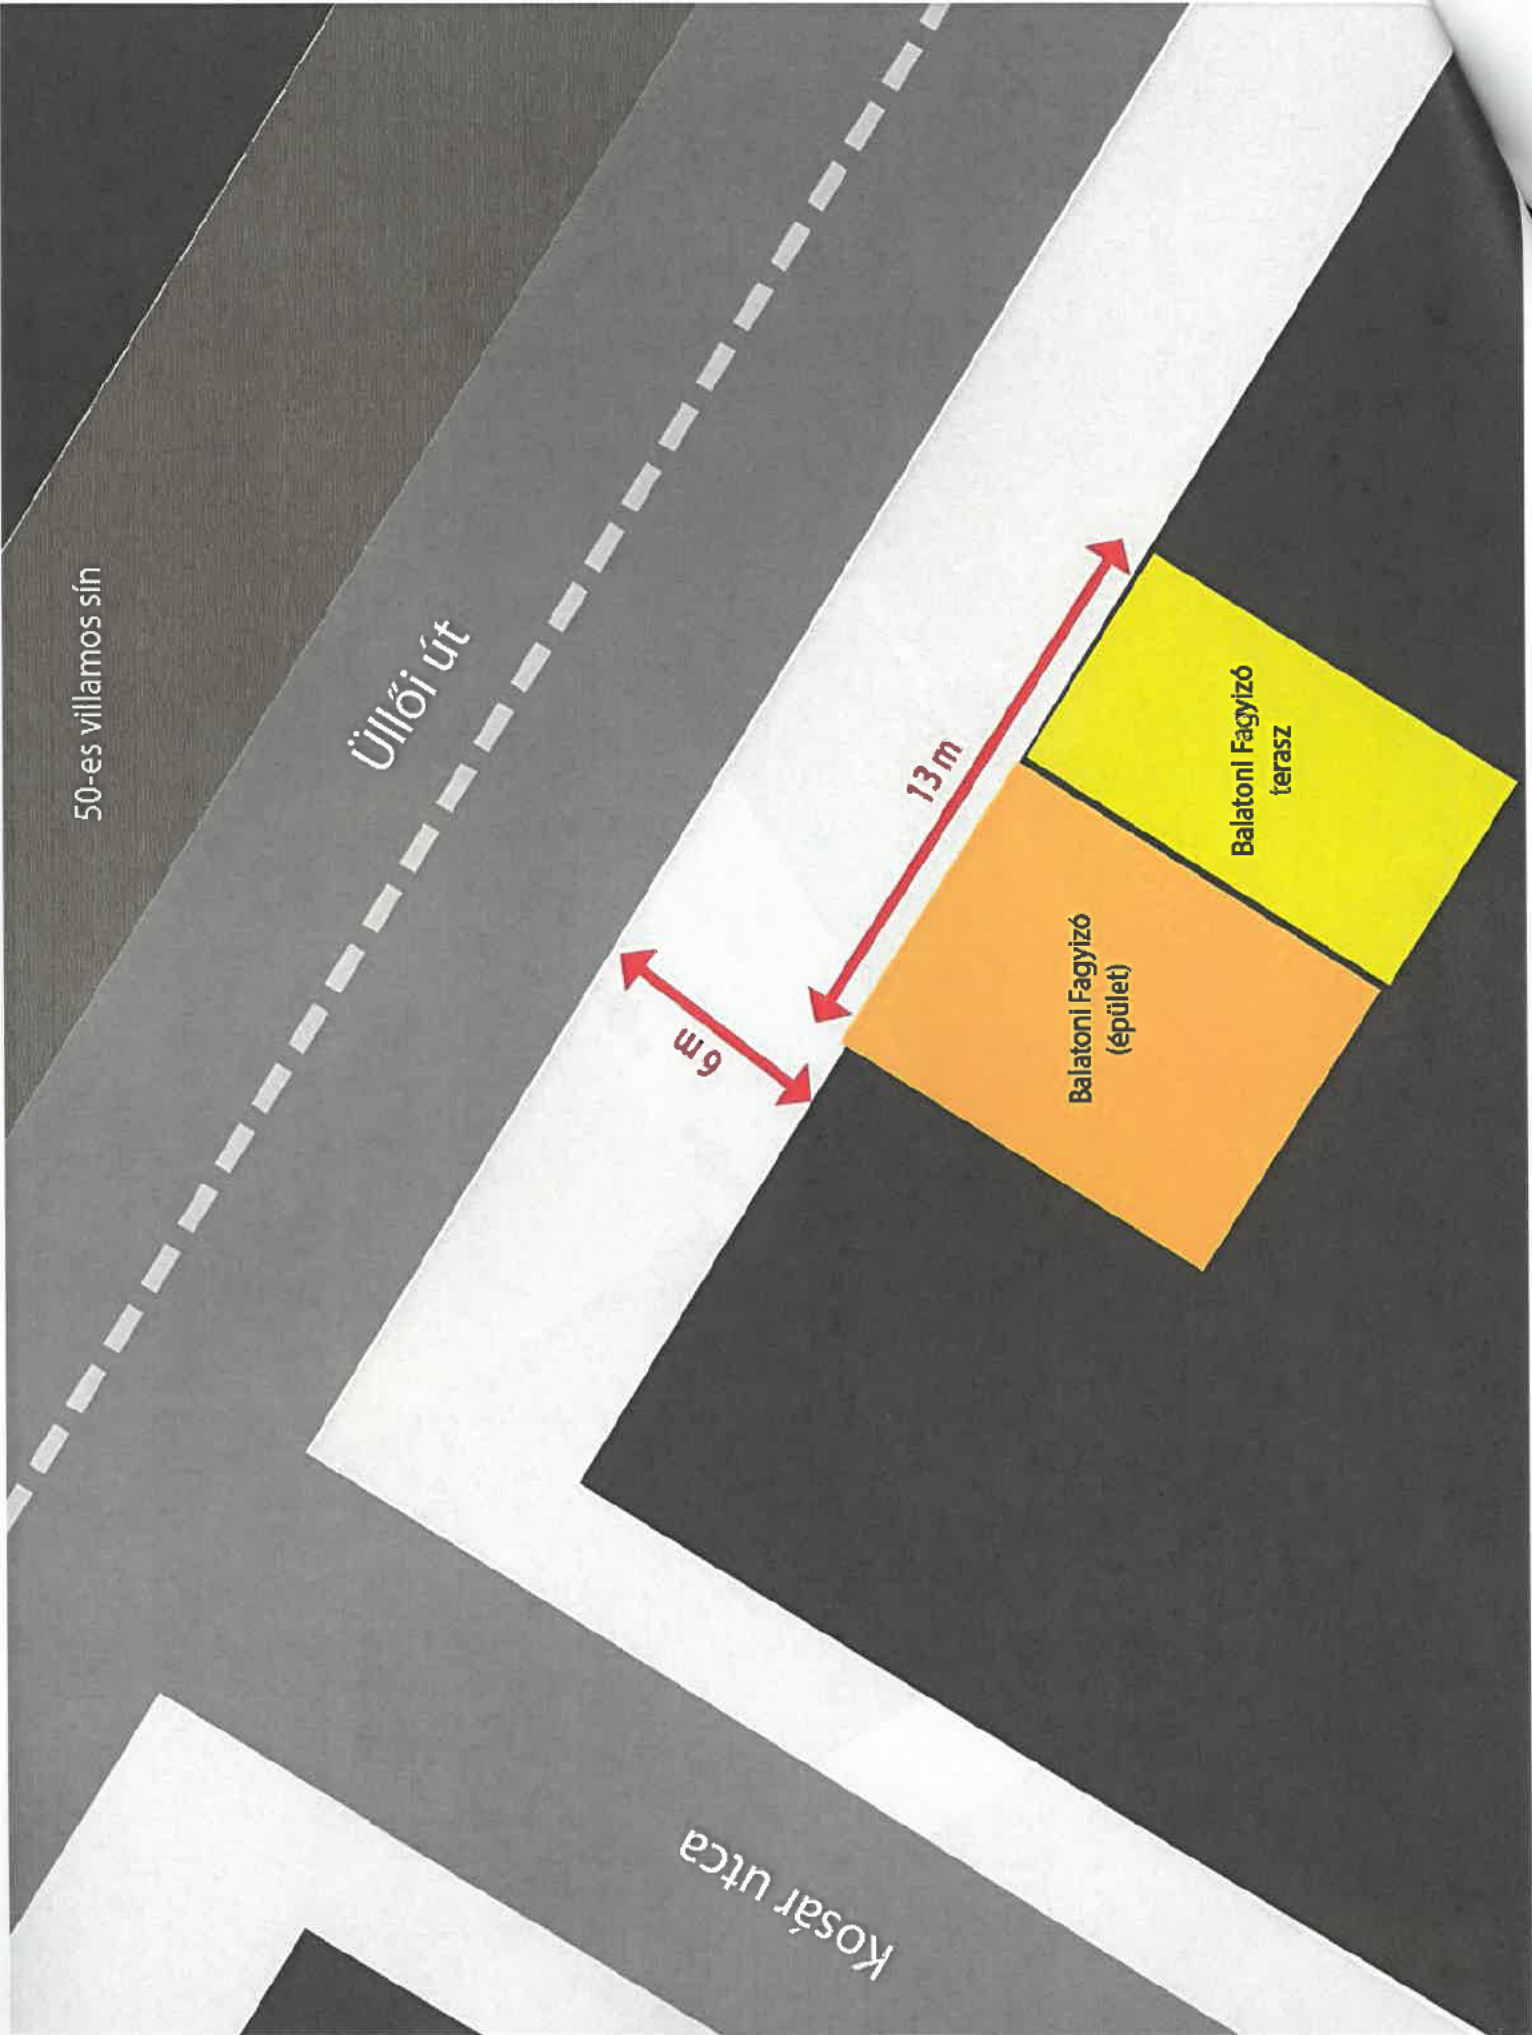 50-es villamos sín
Üllői út
13 m
6 m
Balatoni Fagyizó
terasz
Balatoni Fagyizó
(épület)
Kosár utca